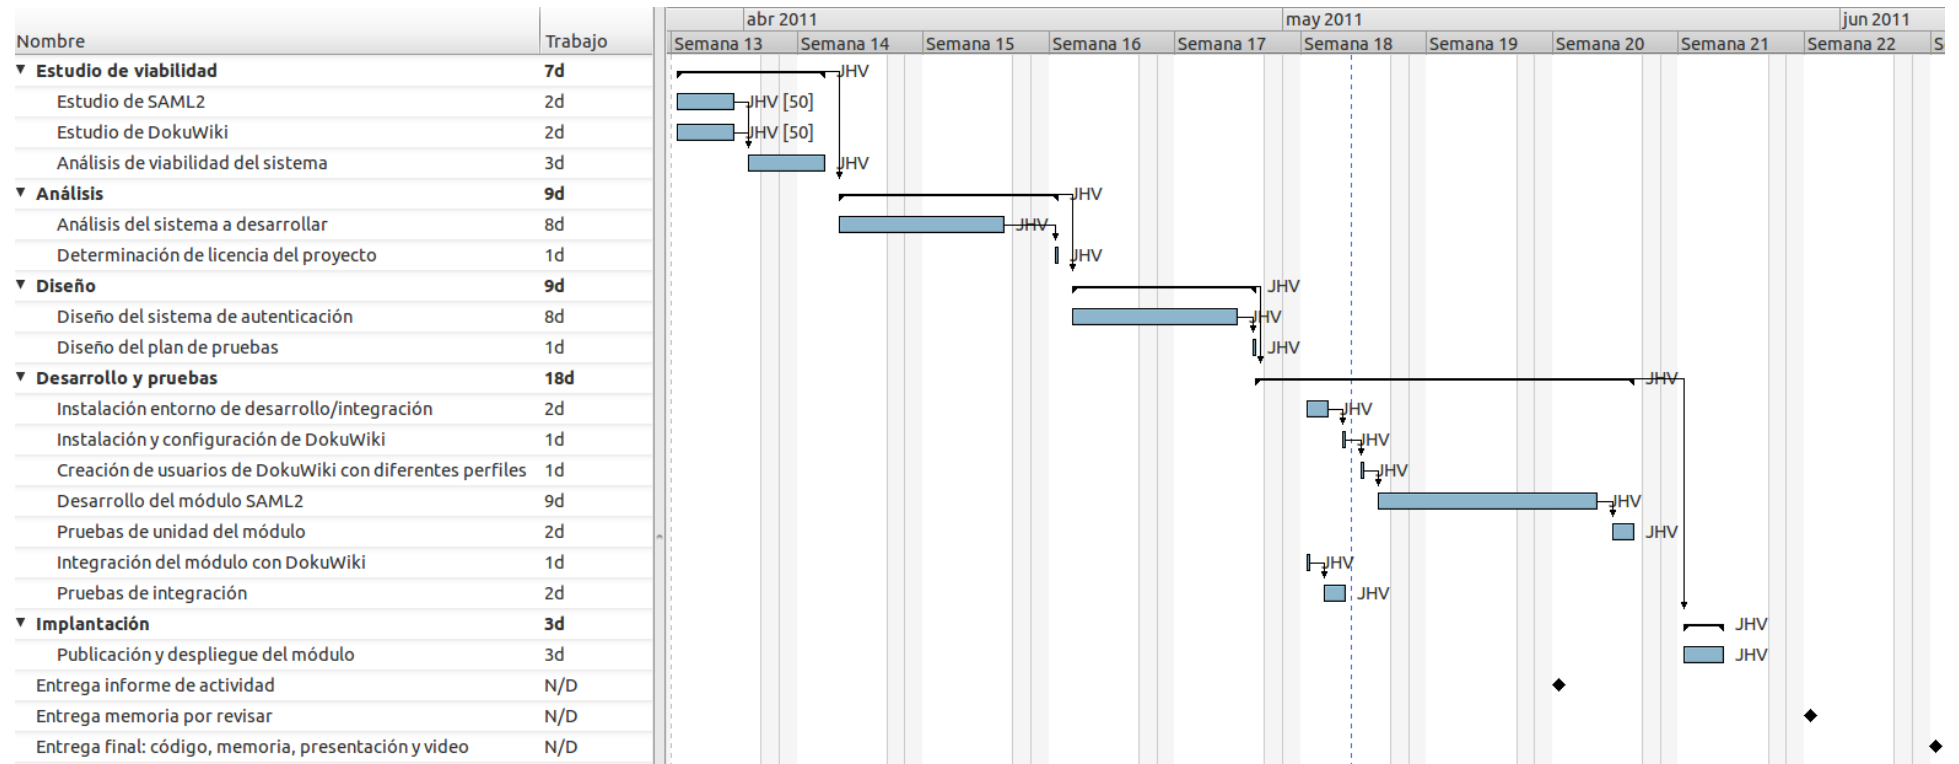 abr 2011 may 2011 jun 2011
Nombre Trabajo Semana 13 Semana 14 Semana 15 Semana 16 Semana 17 Semana 18 Semana 19 Semana 20 Semana 21 Semana 22 S
Estudio de viabilidad 7d JHV
Estudio de SAML2 2d JHV [50]
Estudio de DokuWiki 2d JHV [50]
Análisis de viabilidad del sistema 3d JHV
Análisis 9d JHV
Análisis del sistema a desarrollar 8d JHV
Determinación de licencia del proyecto 1d JHV
Diseño 9d JHV
Diseño del sistema de autenticación 8d JHV
Diseño del plan de pruebas 1d JHV
Desarrollo y pruebas 18d JHV
Instalación entorno de desarrollo/integración 2d JHV
Instalación y configuración de DokuWiki 1d JHV
Creación de usuarios de DokuWiki con diferentes perfiles 1d JHV
Desarrollo del módulo SAML2 9d JHV
Pruebas de unidad del módulo 2d JHV
Integración del módulo con DokuWiki 1d JHV
Pruebas de integración 2d JHV
Implantación 3d JHV
Publicación y despliegue del módulo 3d JHV
Entrega informe de actividad N/D
Entrega memoria por revisar N/D
Entrega final: código, memoria, presentación y video N/D